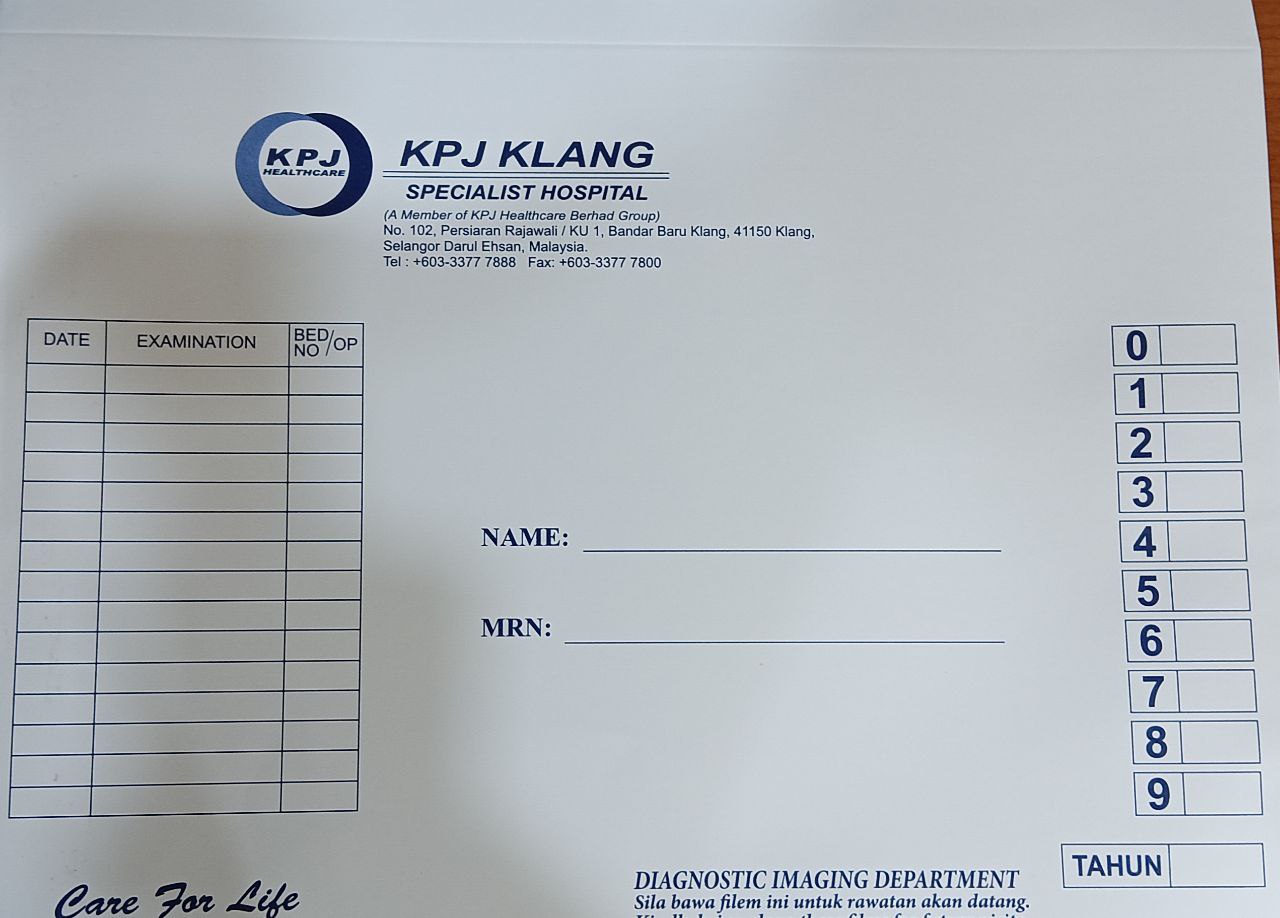 KPJ
HEALTHCARE
KPJ KLANG
SPECIALIST HOSPITAL
(A Member of KPJ Healthcare Berhad Group)
No. 102, Persiaran Rajawali / KU 1, Bandar Baru Klang, 41150 Klang,
Selangor Darul Ehsan, Malaysia.
Tel : +603-3377 7888 Fax: +603-3377 7800
DATE EXAMINATION BED NO / OP
0
1
2
3
4
5
6
7
8
9
NAME:
MRN:
TAHUN
Care For Life
DIAGNOSTIC IMAGING DEPARTMENT
Sila bawa filem ini untuk rawatan akan datang.